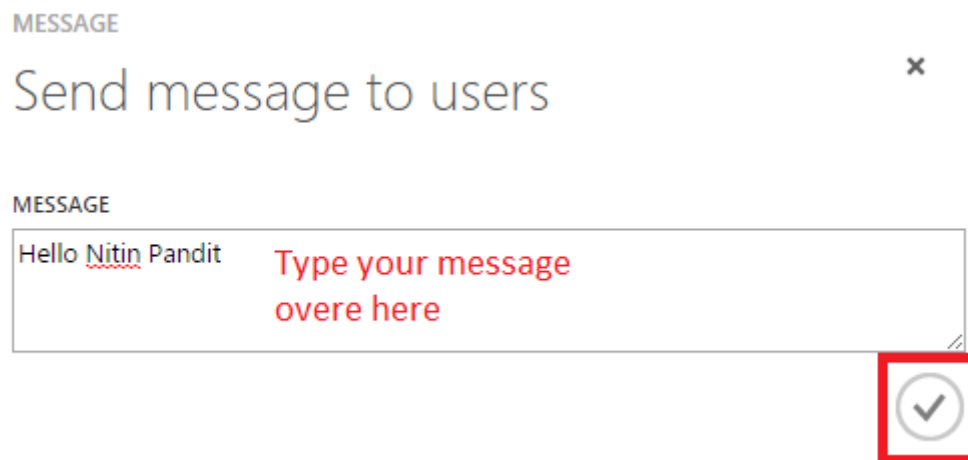 MESSAGE
Send message to users
MESSAGE
Hello Nitin Pandit
Type your message
overe here